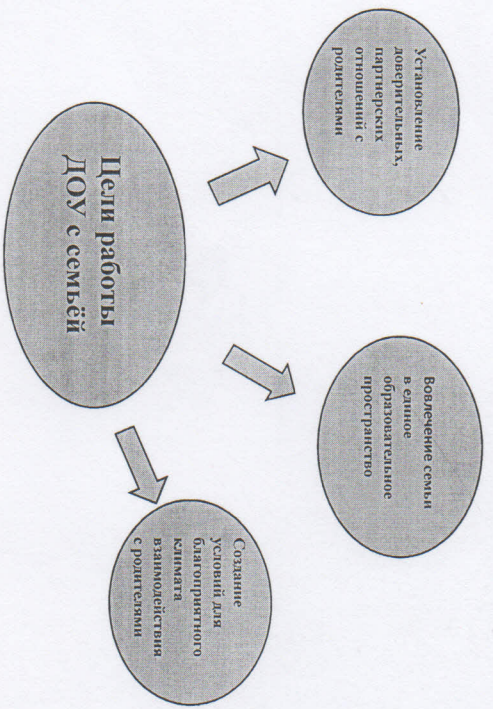 Цели работы
ДОУ с семьёй
Установление
доверительных,
партнерских
отношений с
родителями
Вовлечение семьи
в единое
образовательное
пространство
Создание
условий для
благоприятного
климата
взаимодействия
с родителями